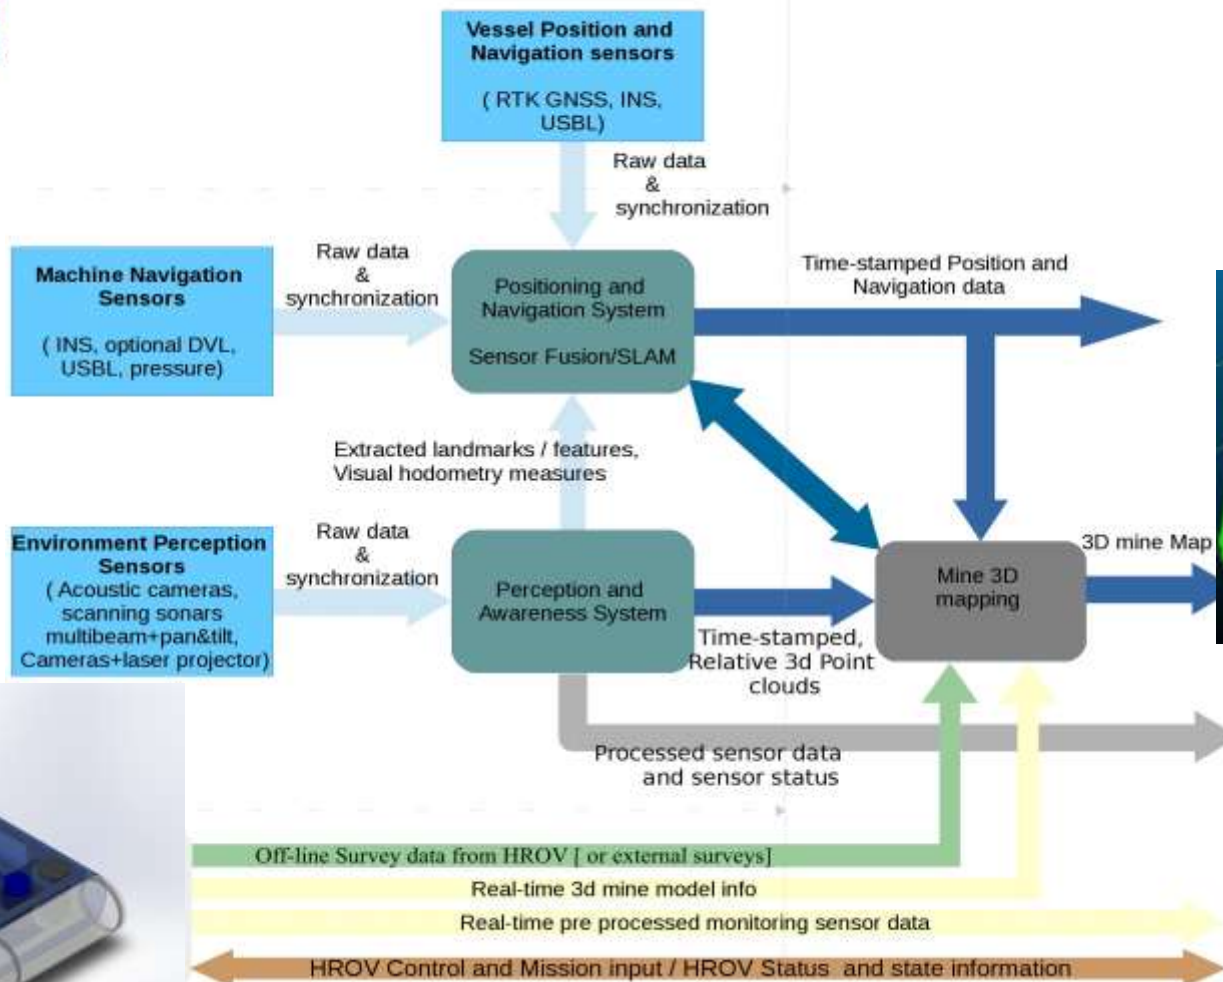 Vessel Position and
Navigation sensors
( RTK GNSS, INS,
USBL)
Raw data
&
synchronization
Machine Navigation
Sensors
( INS, optional DVL,
USBL, pressure)
Raw data
&
synchronization
Positioning and
Navigation System
Sensor Fusion/SLAM
Time-stamped Position and
Navigation data
Extracted landmarks / features,
Visual hodometry measures
Environment Perception
Sensors
( Acoustic cameras,
scanning sonars
multibeam+pan&tilt,
Cameras+laser projector)
Raw data
&
synchronization
Perception and
Awareness System
Time-stamped,
Relative 3d Point
clouds
Mine 3D
mapping
3D mine Map
Processed sensor data
and sensor status
Off-line Survey data from HROV [ or external surveys]
Real-time 3d mine model info
Real-time pre processed monitoring sensor data
HROV Control and Mission input / HROV Status and state information